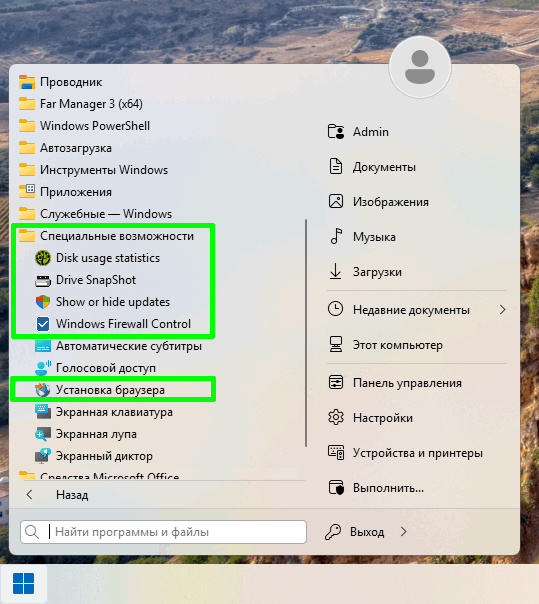 Проводник
Far Manager 3 (x64)
Windows PowerShell
Автозагрузка
Инструменты Windows
Приложения
Служебные — Windows
Специальные возможности
Disk usage statistics
Drive SnapShot
Show or hide updates
Windows Firewall Control
Автоматические субтитры
Голосовой доступ
Установка браузера
Экранная клавиатура
Экранная лупа
Экранный диктор
Средства Microsoft Office
Назад
Найти программы и файлы
Admin
Документы
Изображения
Музыка
Загрузки
Недавние документы
Этот компьютер
Панель управления
Настройки
Устройства и принтеры
Выполнить...
Выход